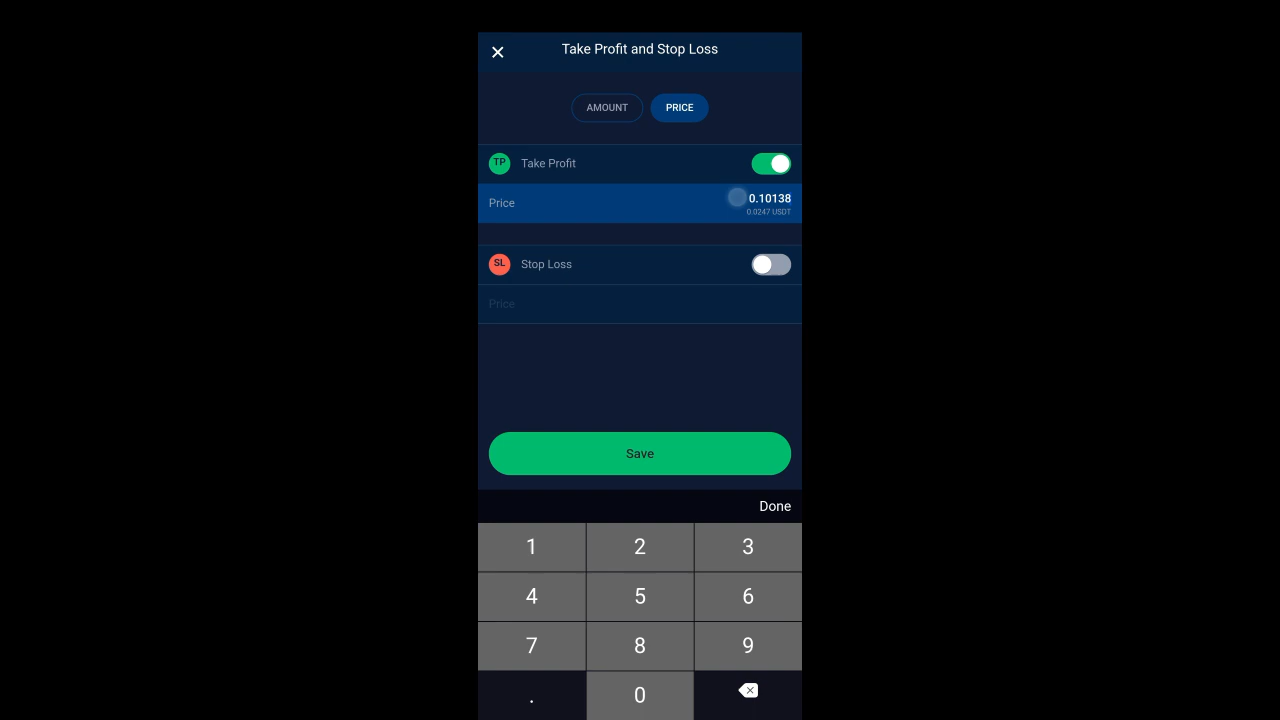 Take Profit and Stop Loss
AMOUNT PRICE
TP Take Profit
Price 0.10138
0.0247 USDT
SL Stop Loss
Price
Save
Done
1 2 3
4 5 6
7 8 9
. 0